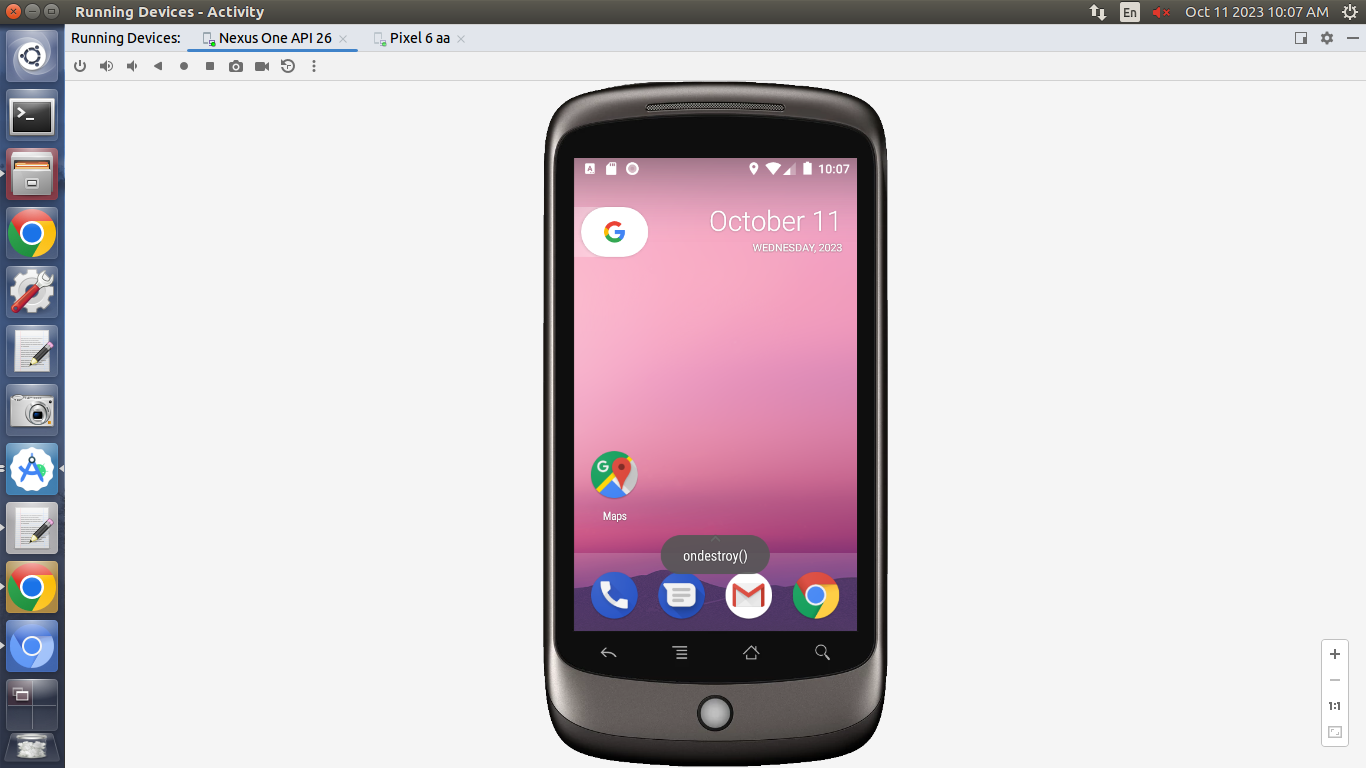 Running Devices - Activity
En
Oct 11 2023 10:07 AM
Running Devices:
Nexus One API 26
Pixel 6 aa
10:07
G
October 11
WEDNESDAY, 2023
G
Maps
ondestroy()
1:1